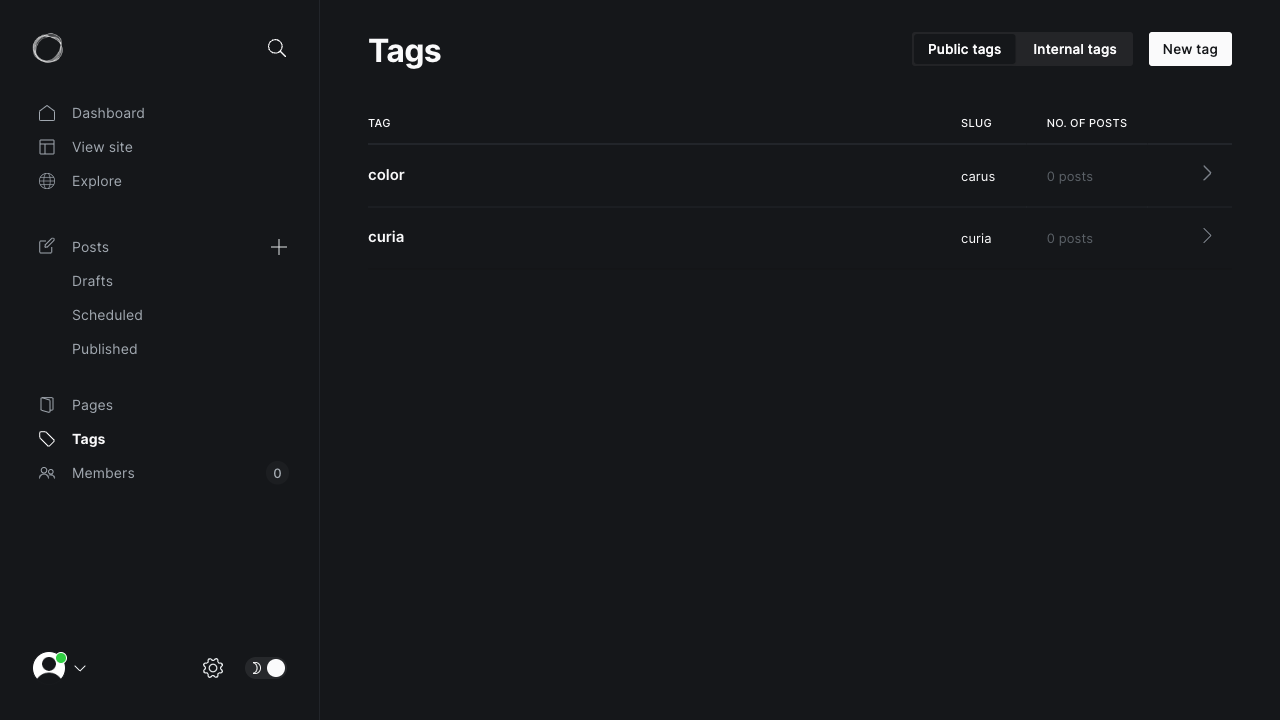 Dashboard
View site
Explore
Posts
Drafts
Scheduled
Published
Pages
Tags
Members 0
Tags
Public tags Internal tags New tag
TAG SLUG NO. OF POSTS
color carus 0 posts
curia curia 0 posts